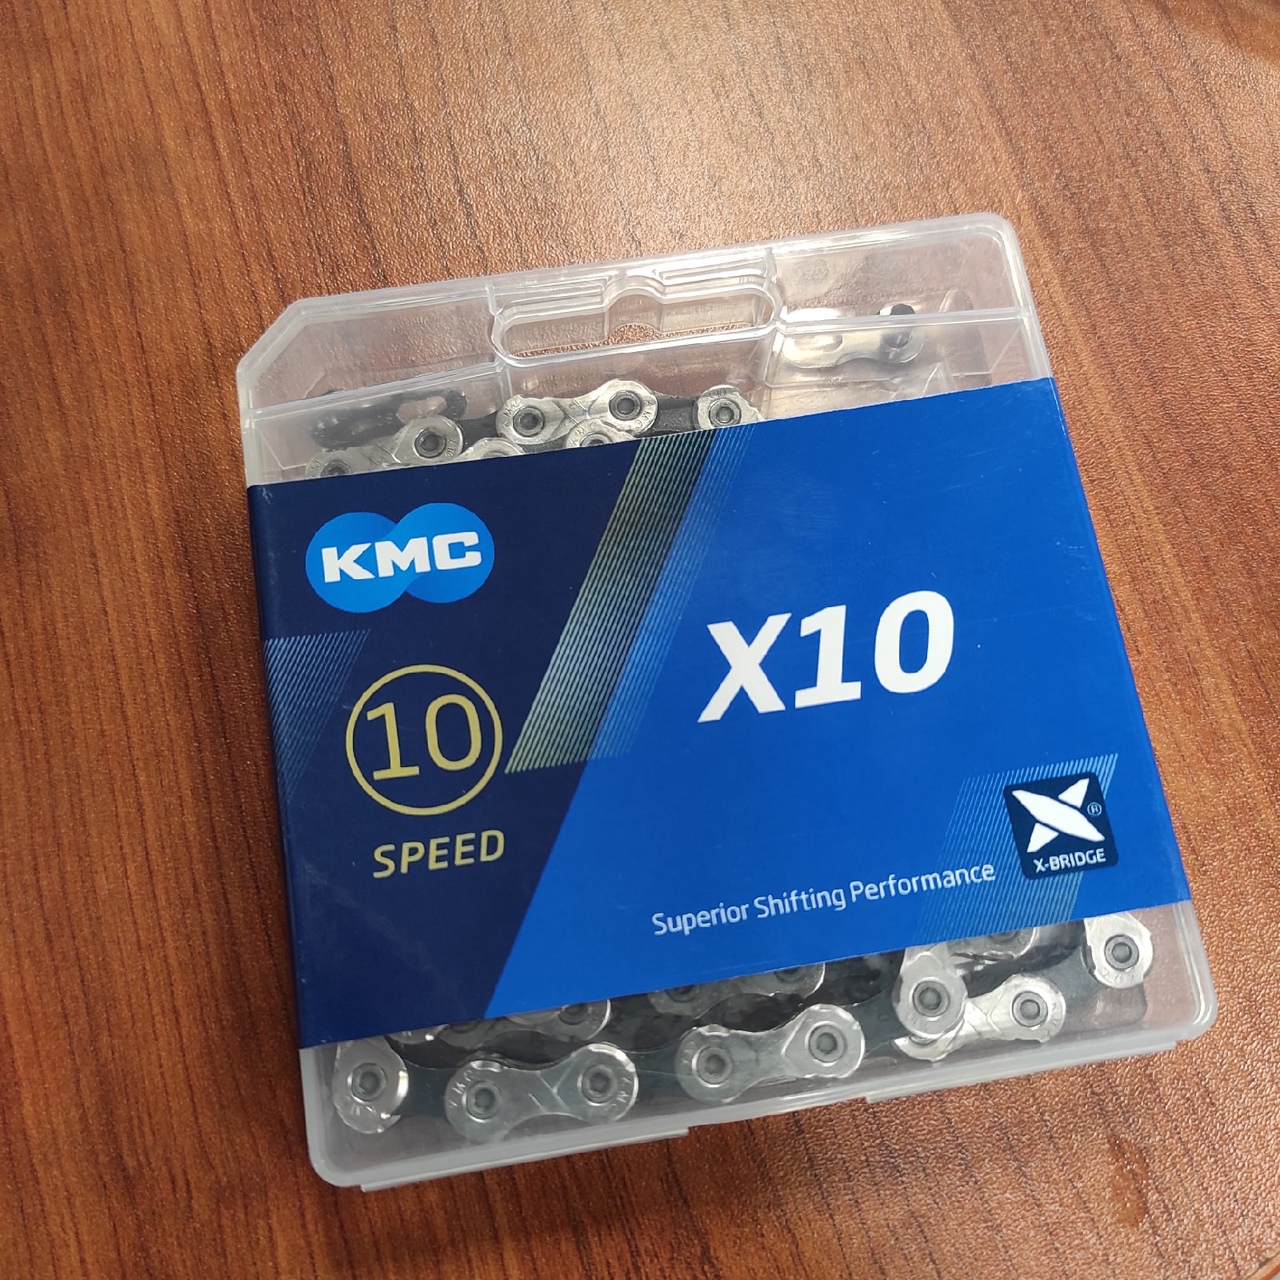 KMC
10
SPEED
X10
Superior Shifting Performance
X-BRIDGE®